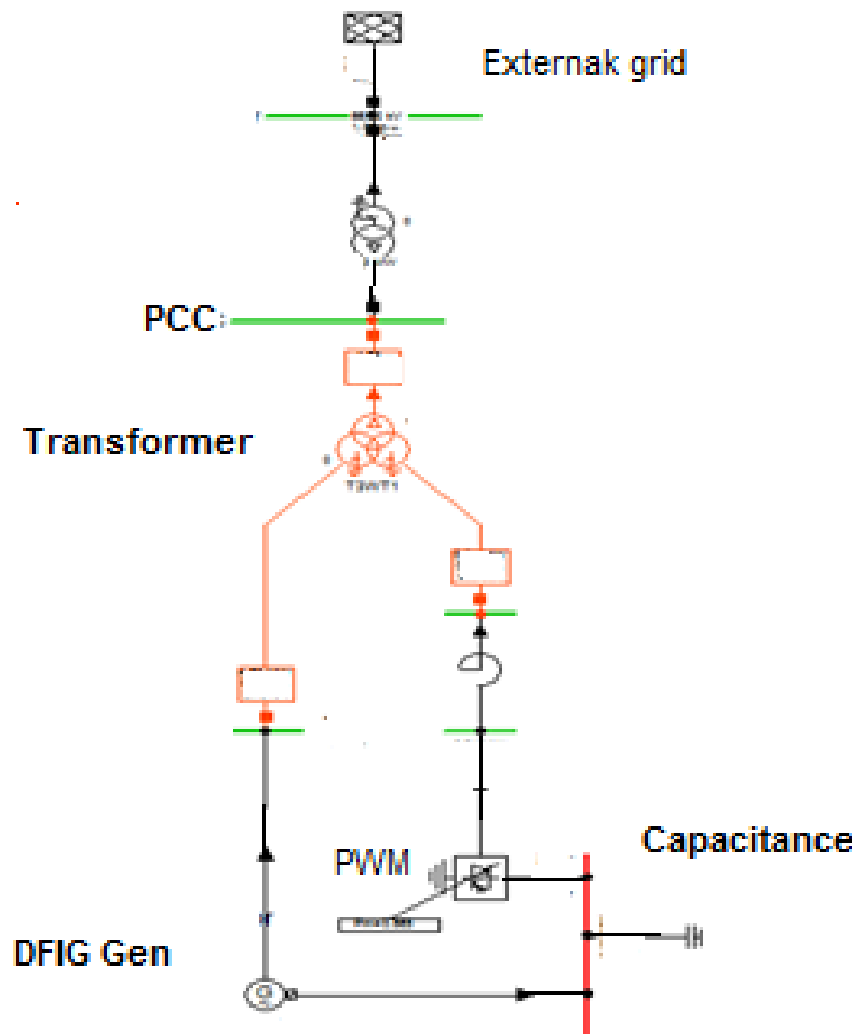 Externak grid
PCC
Transformer
PWM
Capacitance
DFIG Gen